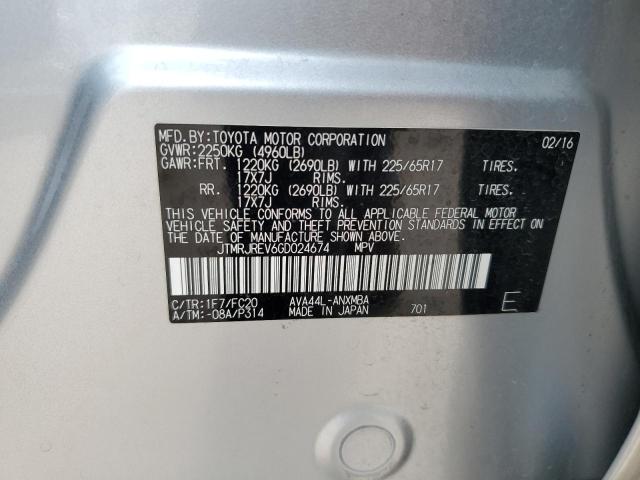 MFD.BY:TOYOTA MOTOR CORPORATION 02/16
GVWR:2250KG (4960LB)
GAWR:FRT. 1220KG (2690LB) WITH 225/65R17 TIRES.
17X7J RIMS.
RR. 1220KG (2690LB) WITH 225/65R17 TIRES.
17X7J RIMS.
THIS VEHICLE CONFORMS TO ALL APPLICABLE FEDERAL MOTOR
VEHICLE SAFETY AND THEFT PREVENTION STANDARDS IN EFFECT ON
THE DATE OF MANUFACTURE SHOWN ABOVE.
JTMRJREV6GD024674 MPV
C/TR:1F7/FC20 AVA44L-ANXMBA
A/TM:-08A/P314 MADE IN JAPAN 701 E